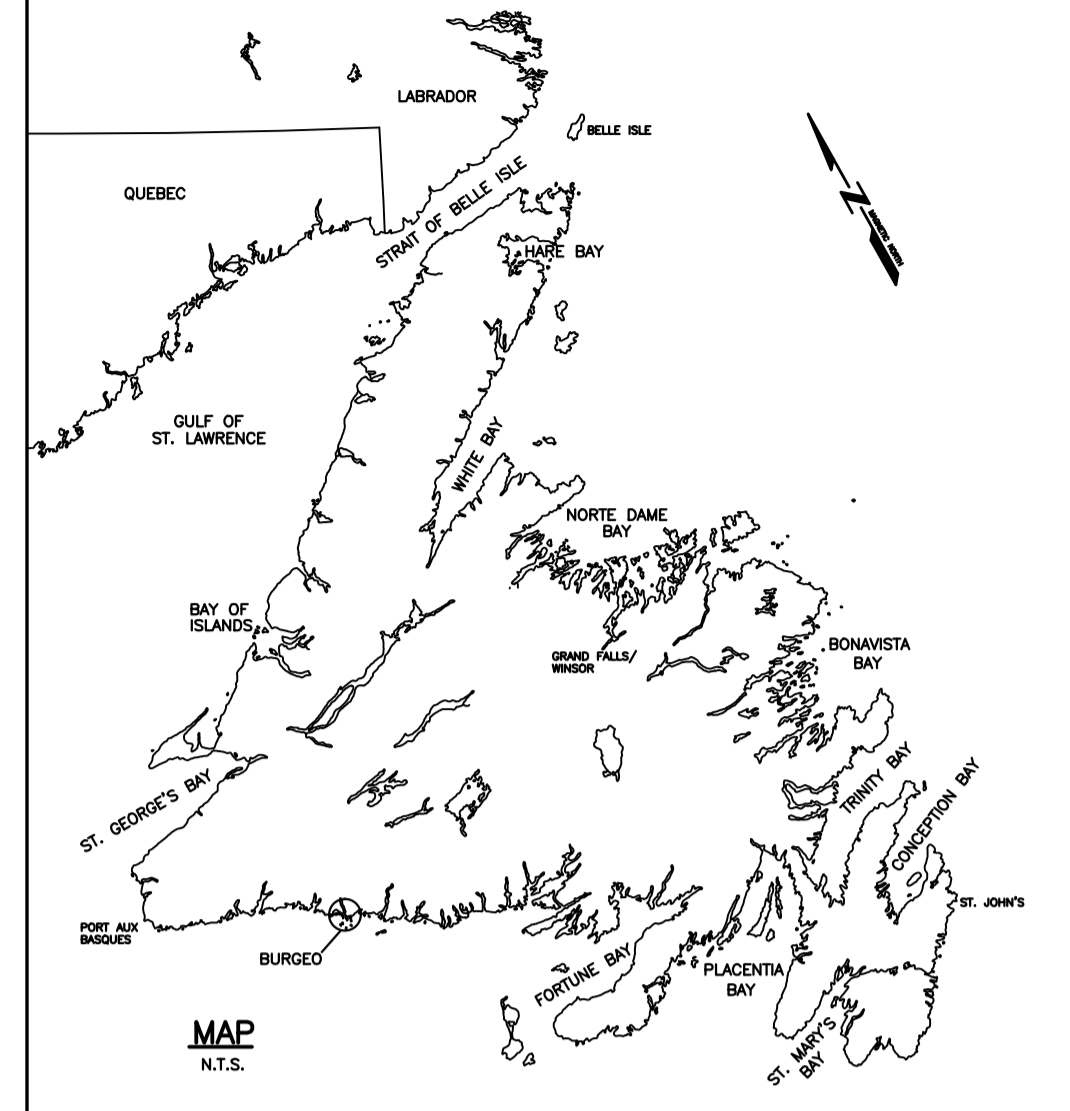 LABRADOR
BELLE ISLE
QUEBEC
STRAIT OF BELLE ISLE
N
MAGNETIC NORTH
HARE BAY
GULF OF
ST. LAWRENCE
WHITE BAY
NORTE DAME
BAY
BAY OF
ISLANDS
GRAND FALLS/
WINSOR
BONAVISTA
BAY
ST. GEORGE'S BAY
TRINITY BAY
CONCEPTION BAY
ST. JOHN'S
PORT AUX
BASQUES
BURGEO
FORTUNE BAY
PLACENTIA
BAY
ST. MARY'S
BAY
MAP
N.T.S.